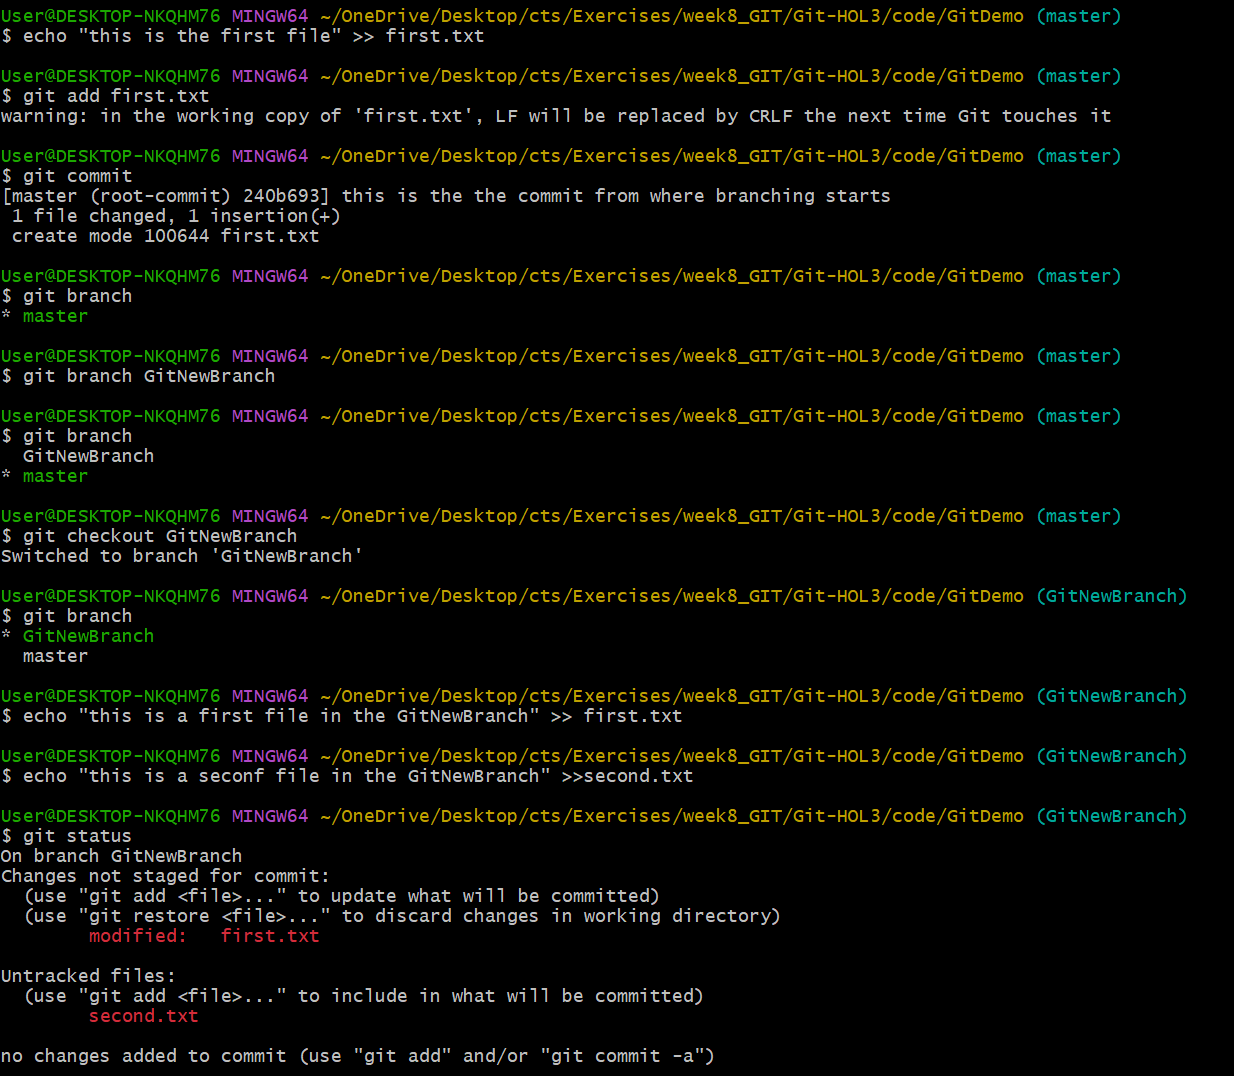 User@DESKTOP-NKQHM76 MINGW64 ~/OneDrive/Desktop/cts/Exercises/week8_GIT/Git-HOL3/code/GitDemo (master)
$ echo "this is the first file" >> first.txt

User@DESKTOP-NKQHM76 MINGW64 ~/OneDrive/Desktop/cts/Exercises/week8_GIT/Git-HOL3/code/GitDemo (master)
$ git add first.txt
warning: in the working copy of 'first.txt', LF will be replaced by CRLF the next time Git touches it

User@DESKTOP-NKQHM76 MINGW64 ~/OneDrive/Desktop/cts/Exercises/week8_GIT/Git-HOL3/code/GitDemo (master)
$ git commit
[master (root-commit) 240b693] this is the the commit from where branching starts
 1 file changed, 1 insertion(+)
 create mode 100644 first.txt

User@DESKTOP-NKQHM76 MINGW64 ~/OneDrive/Desktop/cts/Exercises/week8_GIT/Git-HOL3/code/GitDemo (master)
$ git branch
* master

User@DESKTOP-NKQHM76 MINGW64 ~/OneDrive/Desktop/cts/Exercises/week8_GIT/Git-HOL3/code/GitDemo (master)
$ git branch GitNewBranch

User@DESKTOP-NKQHM76 MINGW64 ~/OneDrive/Desktop/cts/Exercises/week8_GIT/Git-HOL3/code/GitDemo (master)
$ git branch
  GitNewBranch
* master

User@DESKTOP-NKQHM76 MINGW64 ~/OneDrive/Desktop/cts/Exercises/week8_GIT/Git-HOL3/code/GitDemo (master)
$ git checkout GitNewBranch
Switched to branch 'GitNewBranch'

User@DESKTOP-NKQHM76 MINGW64 ~/OneDrive/Desktop/cts/Exercises/week8_GIT/Git-HOL3/code/GitDemo (GitNewBranch)
$ git branch
* GitNewBranch
  master

User@DESKTOP-NKQHM76 MINGW64 ~/OneDrive/Desktop/cts/Exercises/week8_GIT/Git-HOL3/code/GitDemo (GitNewBranch)
$ echo "this is a first file in the GitNewBranch" >> first.txt

User@DESKTOP-NKQHM76 MINGW64 ~/OneDrive/Desktop/cts/Exercises/week8_GIT/Git-HOL3/code/GitDemo (GitNewBranch)
$ echo "this is a seconf file in the GitNewBranch" >>second.txt

User@DESKTOP-NKQHM76 MINGW64 ~/OneDrive/Desktop/cts/Exercises/week8_GIT/Git-HOL3/code/GitDemo (GitNewBranch)
$ git status
On branch GitNewBranch
Changes not staged for commit:
  (use "git add <file>..." to update what will be committed)
  (use "git restore <file>..." to discard changes in working directory)
        modified:   first.txt

Untracked files:
  (use "git add <file>..." to include in what will be committed)
        second.txt

no changes added to commit (use "git add" and/or "git commit -a")